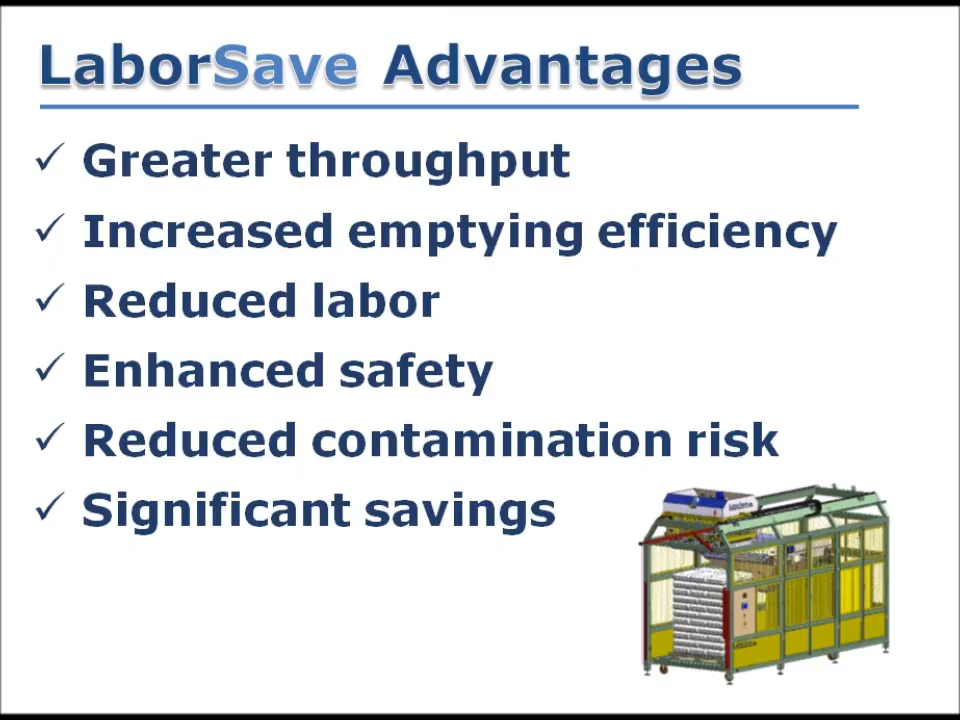 LaborSave Advantages
✓ Greater throughput
✓ Increased emptying efficiency
✓ Reduced labor
✓ Enhanced safety
✓ Reduced contamination risk
✓ Significant savings